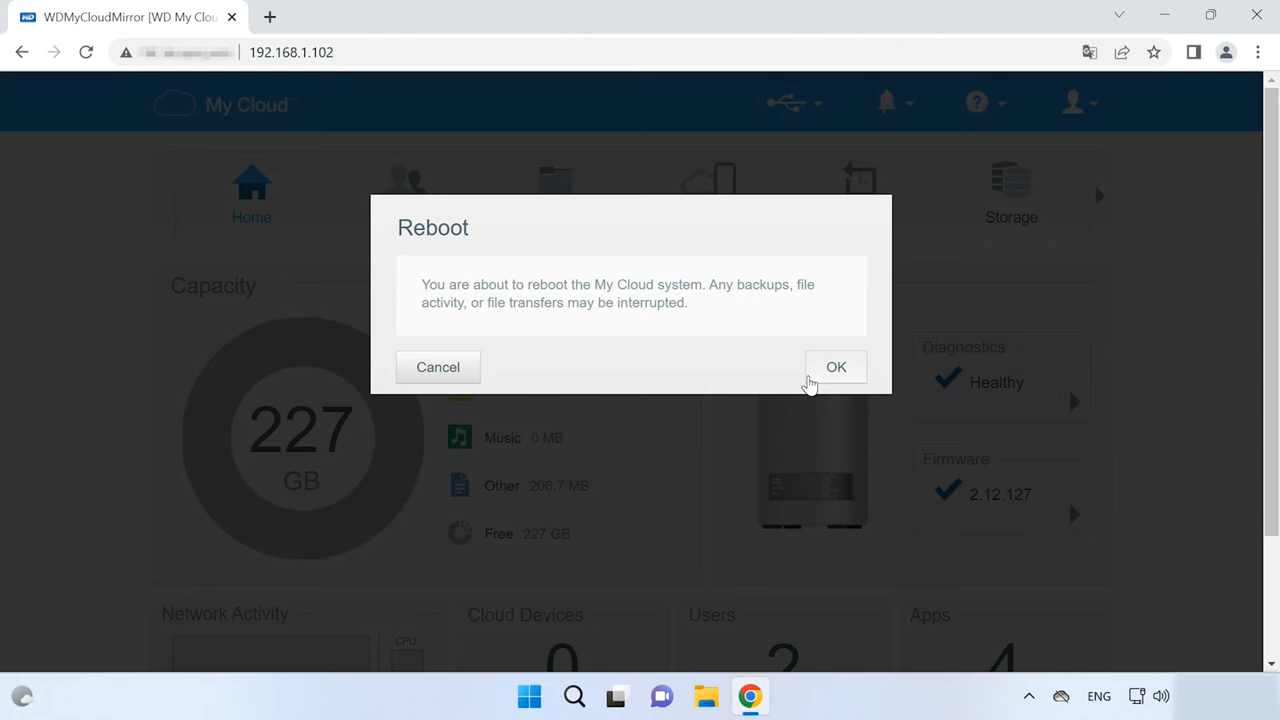 WDMyCloudMirror [WD My Clou
192.168.1.102
My Cloud
Home
Storage
Reboot
You are about to reboot the My Cloud system. Any backups, file
activity, or file transfers may be interrupted.
Cancel
OK
Capacity
227
GB
Music 0 MB
Other 206.7 MB
Free 227 GB
Diagnostics
Healthy
Firmware
2.12.127
Network Activity
CPU
Cloud Devices
0
Users
2
Apps
4
ENG